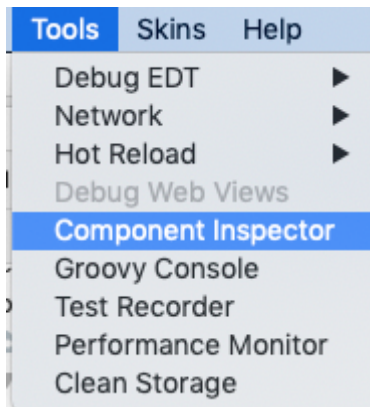 Tools Skins Help
Debug EDT
Network
Hot Reload
Debug Web Views
Component Inspector
Groovy Console
Test Recorder
Performance Monitor
Clean Storage